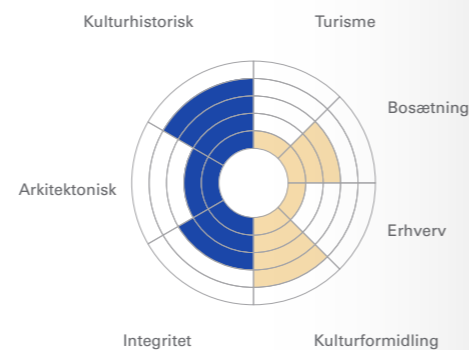 Kulturhistorisk
Turisme
Bosætning
Arkitektonisk
Erhverv
Integritet
Kulturformidling